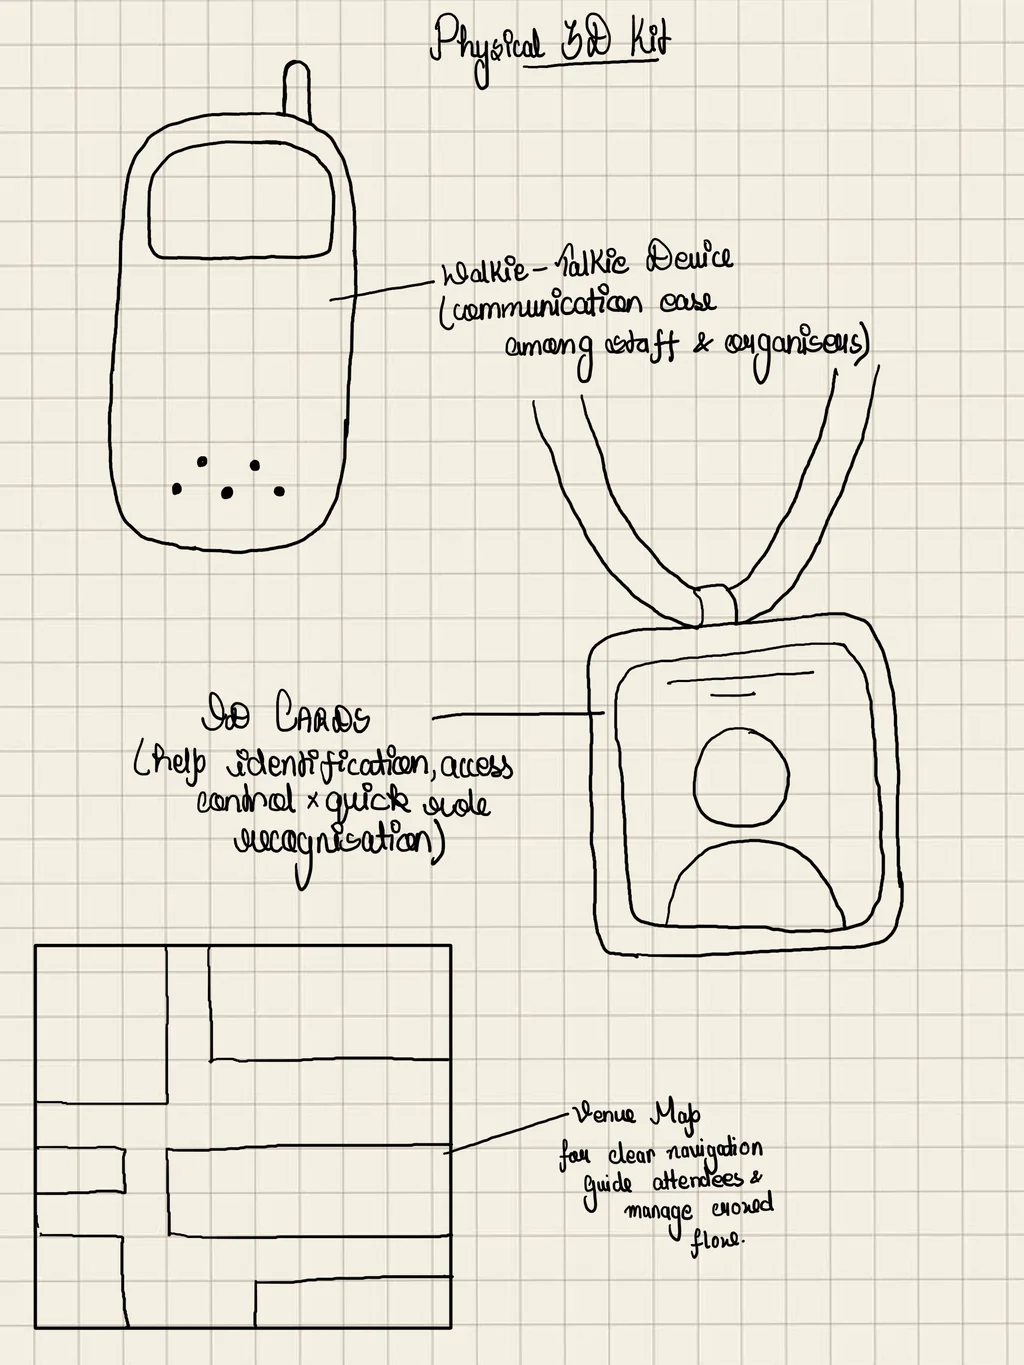 Physical 3D Kit
Walkie-Talkie Device
(communication ease
among staff & organisers)
ID CARDS
(help identification, access
control & quick role
recognisation)
Venue Map
for clear navigation
guide attendees &
manage crowd
flow.